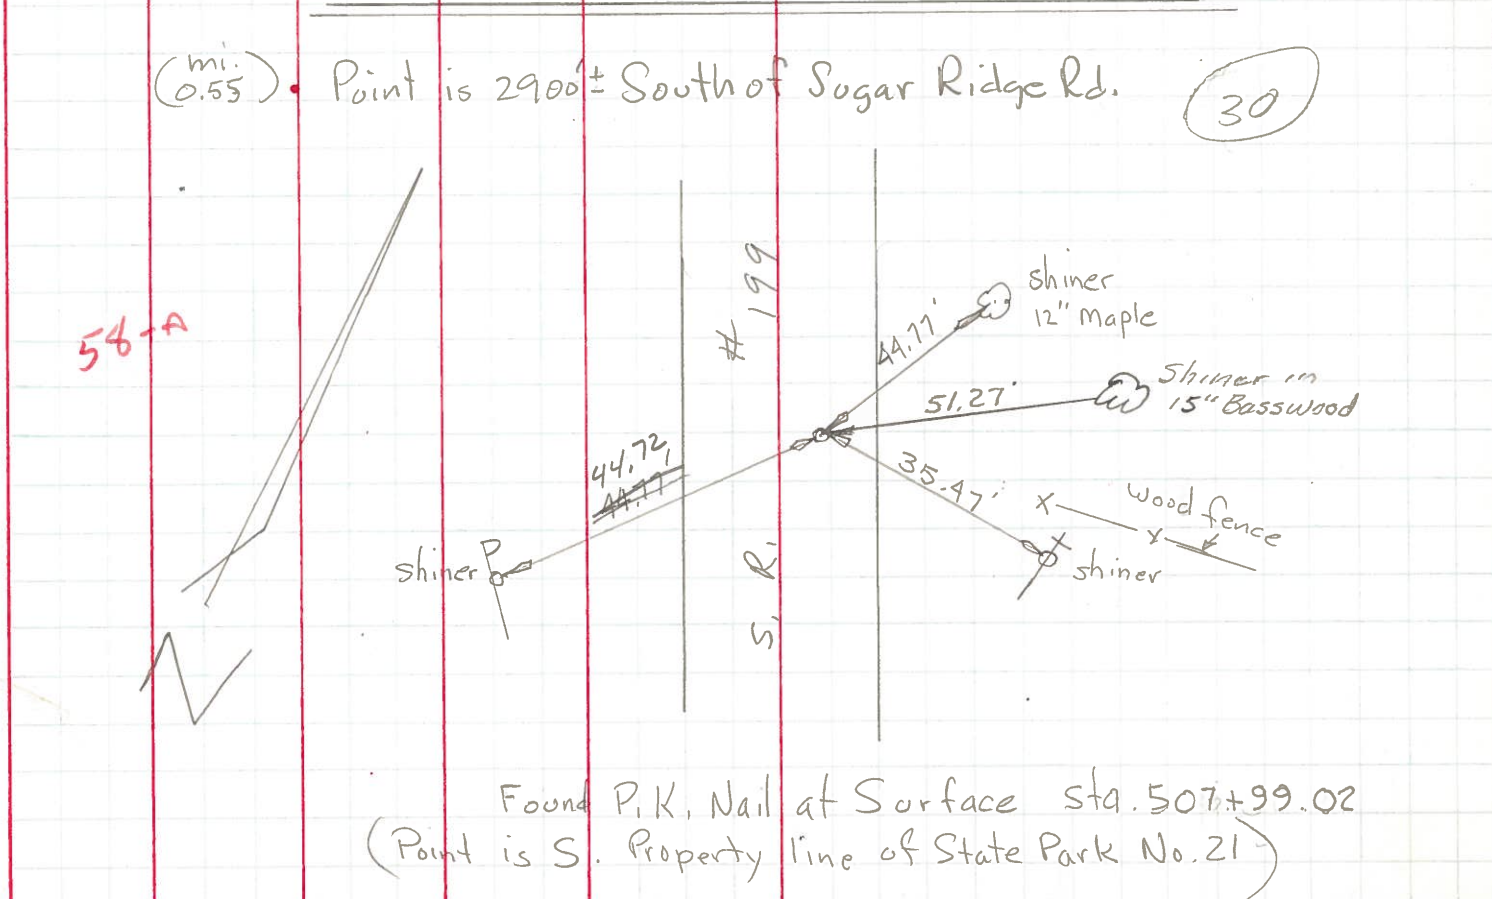 (mi.
0.55) • Point is 2900'± South of Sugar Ridge Rd.
30
58-A
N
S. R. # 199
44.77'
shiner
12" Maple
51.27'
Shiner in
15" Basswood
44.72'
44.77'
P
shiner
35.47'
x x
wood fence
x
shiner
Found P.K. Nail at Surface Sta. 507+99.02
(Point is S. Property line of State Park No. 21)